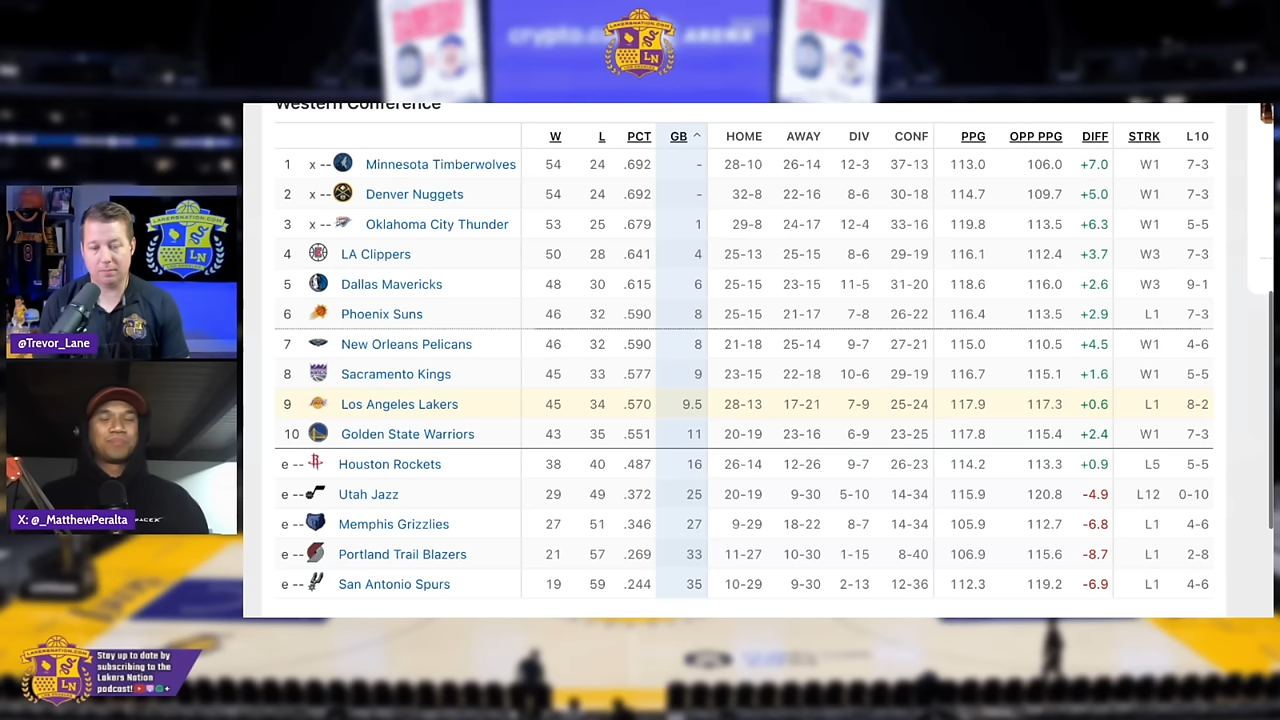 crypto.com ARENA
LAKERSNATION.COM
LN
Western Conference
W L PCT GB ^ HOME AWAY DIV CONF PPG OPP PPG DIFF STRK L10
1 x -- Minnesota Timberwolves 54 24 .692 - 28-10 26-14 12-3 37-13 113.0 106.0 +7.0 W1 7-3
2 x -- Denver Nuggets 54 24 .692 - 32-8 22-16 8-6 30-18 114.7 109.7 +5.0 W1 7-3
3 x -- Oklahoma City Thunder 53 25 .679 1 29-8 24-17 12-4 33-16 119.8 113.5 +6.3 W1 5-5
4 LA Clippers 50 28 .641 4 25-13 25-15 8-6 29-19 116.1 112.4 +3.7 W3 7-3
5 Dallas Mavericks 48 30 .615 6 25-15 23-15 11-5 31-20 118.6 116.0 +2.6 W3 9-1
6 Phoenix Suns 46 32 .590 8 25-15 21-17 7-8 26-22 116.4 113.5 +2.9 L1 7-3
7 New Orleans Pelicans 46 32 .590 8 21-18 25-14 9-7 27-21 115.0 110.5 +4.5 W1 4-6
8 Sacramento Kings 45 33 .577 9 23-15 22-18 10-6 29-19 116.7 115.1 +1.6 W1 5-5
9 Los Angeles Lakers 45 34 .570 9.5 28-13 17-21 7-9 25-24 117.9 117.3 +0.6 L1 8-2
10 Golden State Warriors 43 35 .551 11 20-19 23-16 6-9 23-25 117.8 115.4 +2.4 W1 7-3
e -- Houston Rockets 38 40 .487 16 26-14 12-26 9-7 26-23 114.2 113.3 +0.9 L5 5-5
e -- Utah Jazz 29 49 .372 25 20-19 9-30 5-10 14-34 115.9 120.8 -4.9 L12 0-10
e -- Memphis Grizzlies 27 51 .346 27 9-29 18-22 8-7 14-34 105.9 112.7 -6.8 L1 4-6
e -- Portland Trail Blazers 21 57 .269 33 11-27 10-30 1-15 8-40 106.9 115.6 -8.7 L1 2-8
e -- San Antonio Spurs 19 59 .244 35 10-29 9-30 2-13 12-36 112.3 119.2 -6.9 L1 4-6
LAKERSNATION.COM
LN
@Trevor_Lane
X: @_MatthewPeralta
LAKERSNATION.COM
LN
Stay up to date by
subscribing to the
Lakers Nation
podcast! +